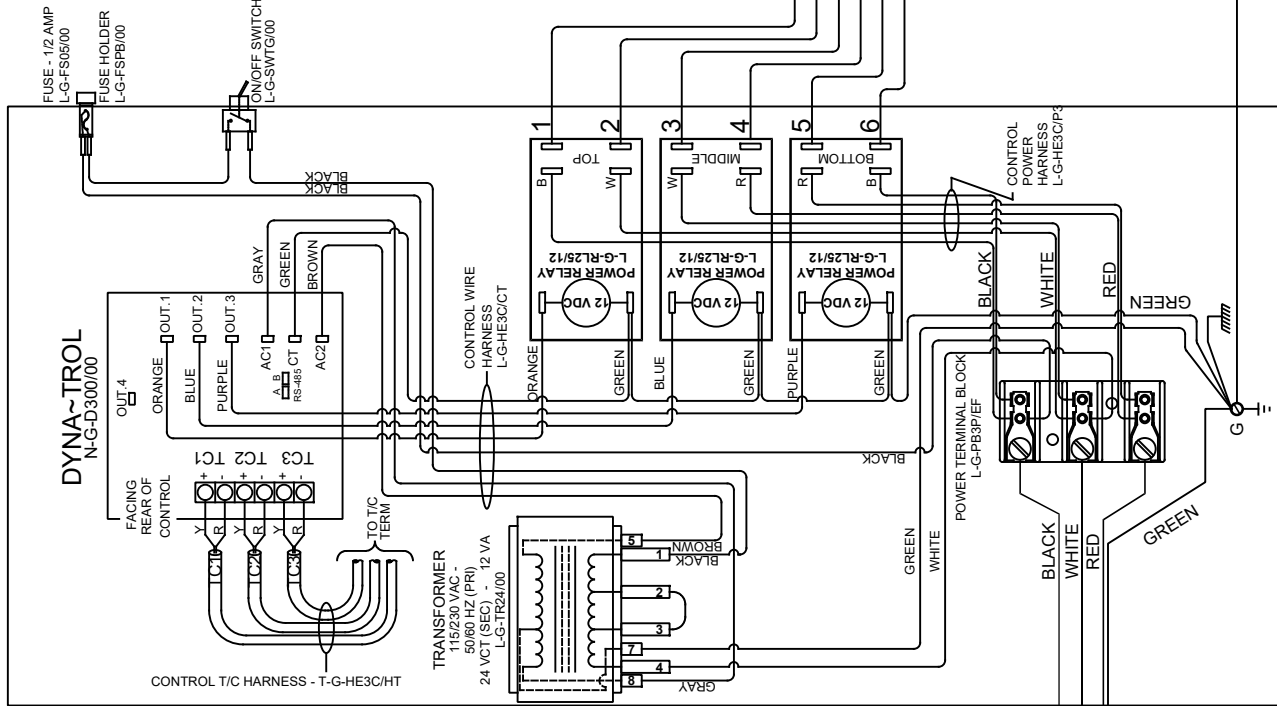 FUSE - 1/2 AMP
L-G-FS05/00
FUSE HOLDER
L-G-FSPB/00
ON/OFF SWITCH
L-G-SWTG/00
BLACK
BLACK
DYNA~TROL
N-G-D300/00
OUT.4
OUT.1
OUT.2
OUT.3
ORANGE
BLUE
PURPLE
AC1
CT
AC2
A B
RS-485
GRAY
GREEN
BROWN
FACING
REAR OF
CONTROL
TC1
TC2
TC3
+
-
+
-
+
-
Y
R
Y
R
Y
R
C1
C2
C3
TO T/C
TERM
CONTROL T/C HARNESS - T-G-HE3C/HT
CONTROL WIRE
HARNESS
L-G-HE3C/CT
1
2
3
4
5
6
TOP
MIDDLE
BOTTOM
B
W
W
R
R
B
POWER RELAY
L-G-RL25/12
12 VDC
POWER RELAY
L-G-RL25/12
12 VDC
POWER RELAY
L-G-RL25/12
12 VDC
ORANGE
GREEN
BLUE
GREEN
PURPLE
GREEN
CONTROL
POWER
HARNESS
L-G-HE3C/P3
BLACK
WHITE
RED
GREEN
BLACK
TRANSFORMER
115/230 VAC -
50/60 HZ (PRI)
24 VCT (SEC) - 12 VA
L-G-TR24/00
5
1
2
3
7
4
8
BROWN
BLACK
GRAY
GREEN
WHITE
POWER TERMINAL BLOCK
L-G-PB3P/EF
BLACK
WHITE
RED
GREEN
G